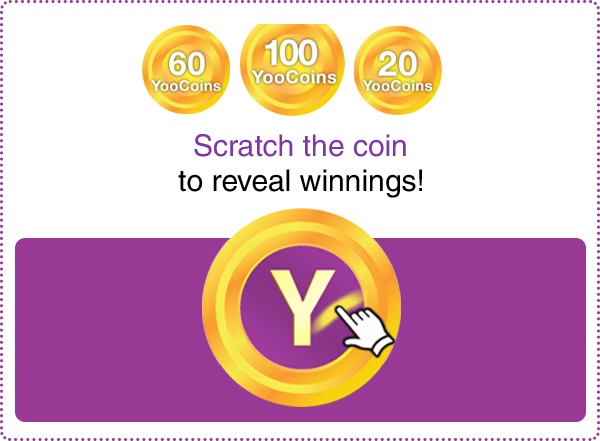 60
YooCoins
100
YooCoins
20
YooCoins
Scratch the coin
to reveal winnings!
Y